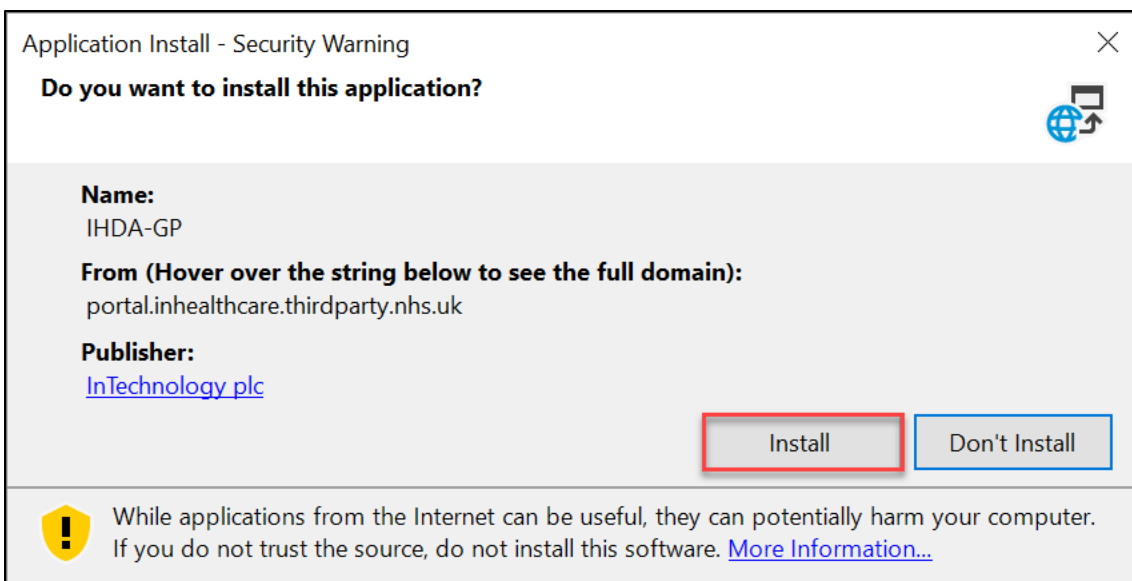 Application Install - Security Warning
Do you want to install this application?
Name:
IHDA-GP
From (Hover over the string below to see the full domain):
portal.inhealthcare.thirdparty.nhs.uk
Publisher:
InTechnology plc
Install Don't Install
While applications from the Internet can be useful, they can potentially harm your computer.
If you do not trust the source, do not install this software. More Information...